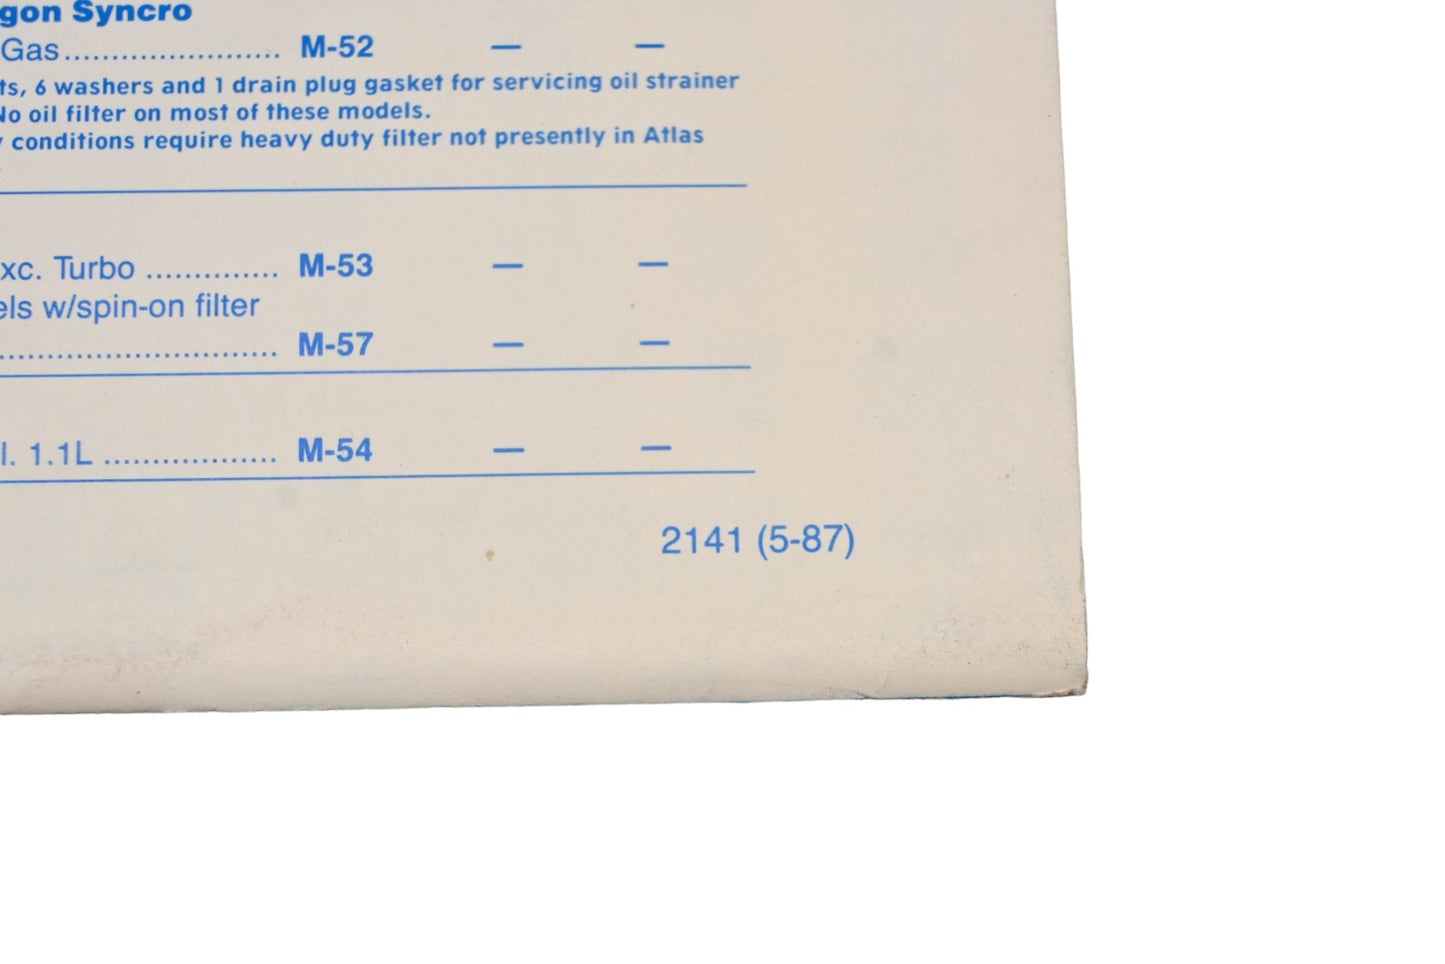 gon Syncro
Gas....................... M-52 — —
ts, 6 washers and 1 drain plug gasket for servicing oil strainer
No oil filter on most of these models.
conditions require heavy duty filter not presently in Atlas
xc. Turbo .............. M-53 — —
els w/spin-on filter
............................. M-57 — —
l. 1.1L .................. M-54 — —
2141 (5-87)